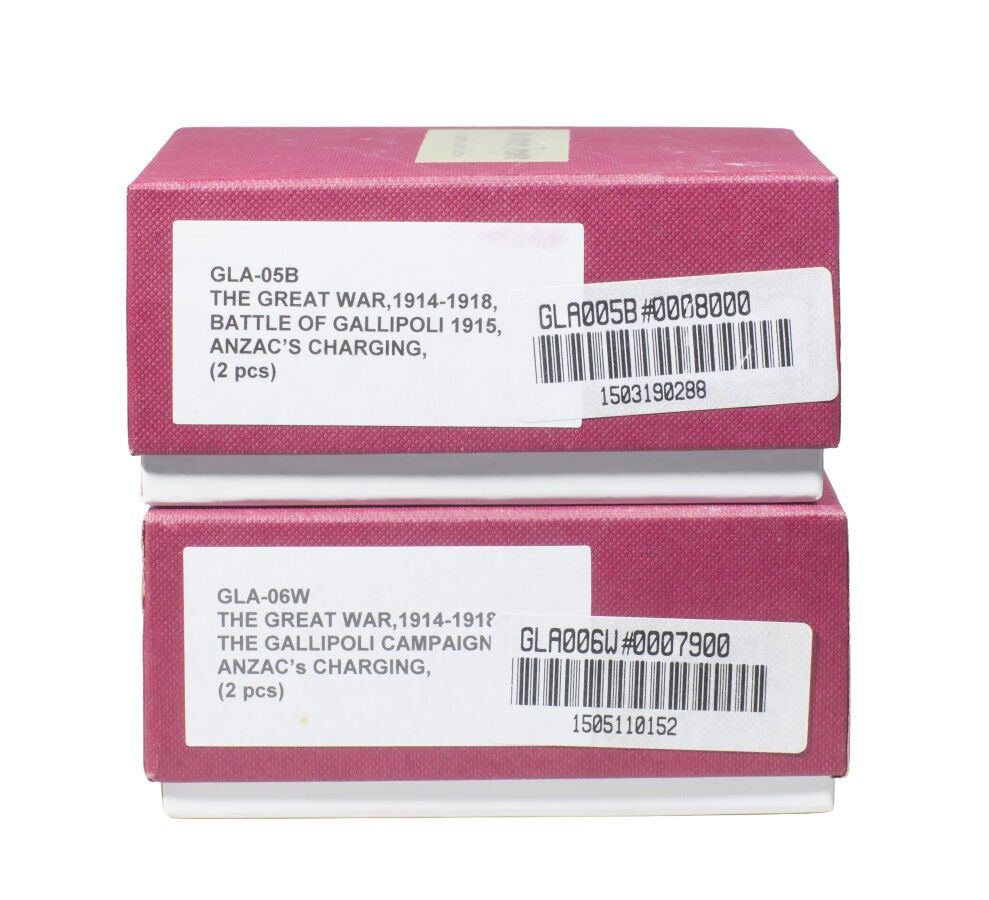 GLA-05B
THE GREAT WAR,1914-1918,
BATTLE OF GALLIPOLI 1915,
ANZAC'S CHARGING,
(2 pcs)
GLA005B#0008000
1503190288
GLA-06W
THE GREAT WAR,1914-1918
THE GALLIPOLI CAMPAIGN
ANZAC's CHARGING,
(2 pcs)
GLA006W#0007900
1505110152